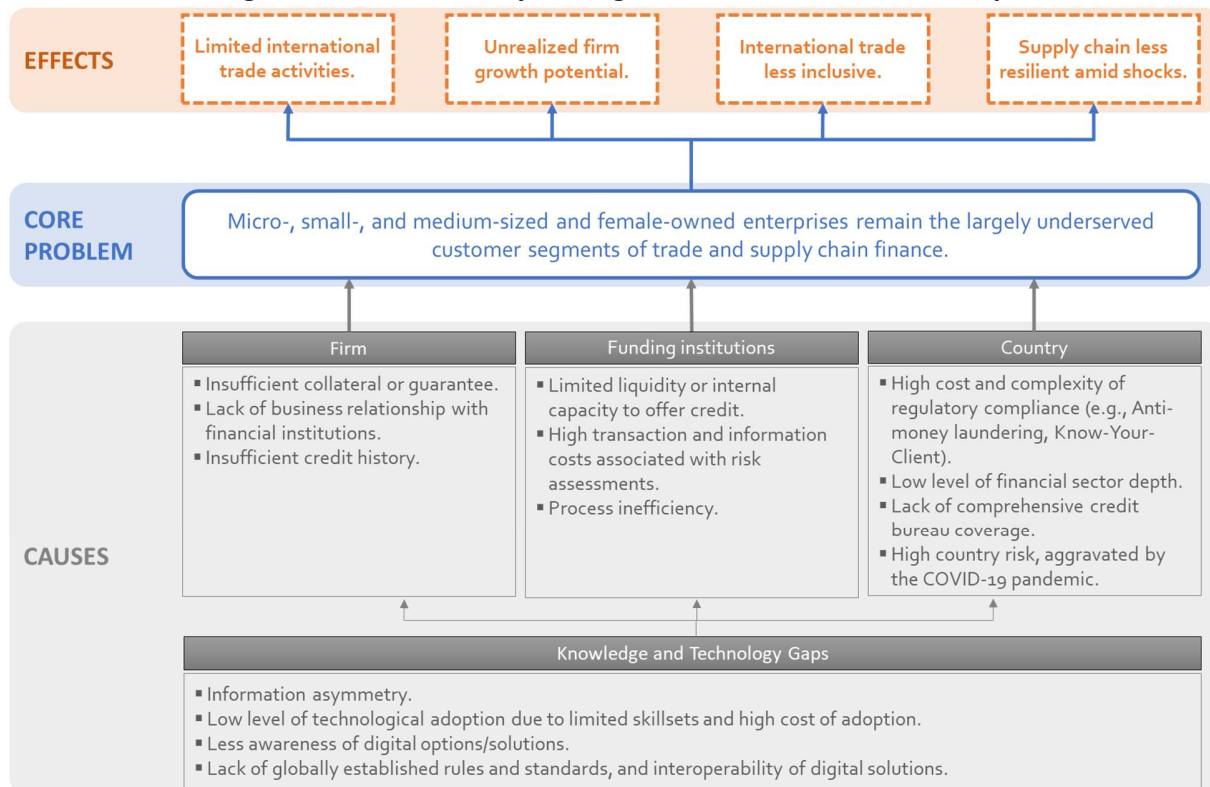 EFFECTS
Limited international
trade activities.
Unrealized firm
growth potential.
International trade
less inclusive.
Supply chain less
resilient amid shocks.
CORE
PROBLEM
Micro-, small-, and medium-sized and female-owned enterprises remain the largely underserved
customer segments of trade and supply chain finance.
CAUSES
Firm
▪ Insufficient collateral or guarantee.
▪ Lack of business relationship with
financial institutions.
▪ Insufficient credit history.
Funding institutions
▪ Limited liquidity or internal
capacity to offer credit.
▪ High transaction and information
costs associated with risk
assessments.
▪ Process inefficiency.
Country
▪ High cost and complexity of
regulatory compliance (e.g., Anti-
money laundering, Know-Your-
Client).
▪ Low level of financial sector depth.
▪ Lack of comprehensive credit
bureau coverage.
▪ High country risk, aggravated by
the COVID-19 pandemic.
Knowledge and Technology Gaps
▪ Information asymmetry.
▪ Low level of technological adoption due to limited skillsets and high cost of adoption.
▪ Less awareness of digital options/solutions.
▪ Lack of globally established rules and standards, and interoperability of digital solutions.